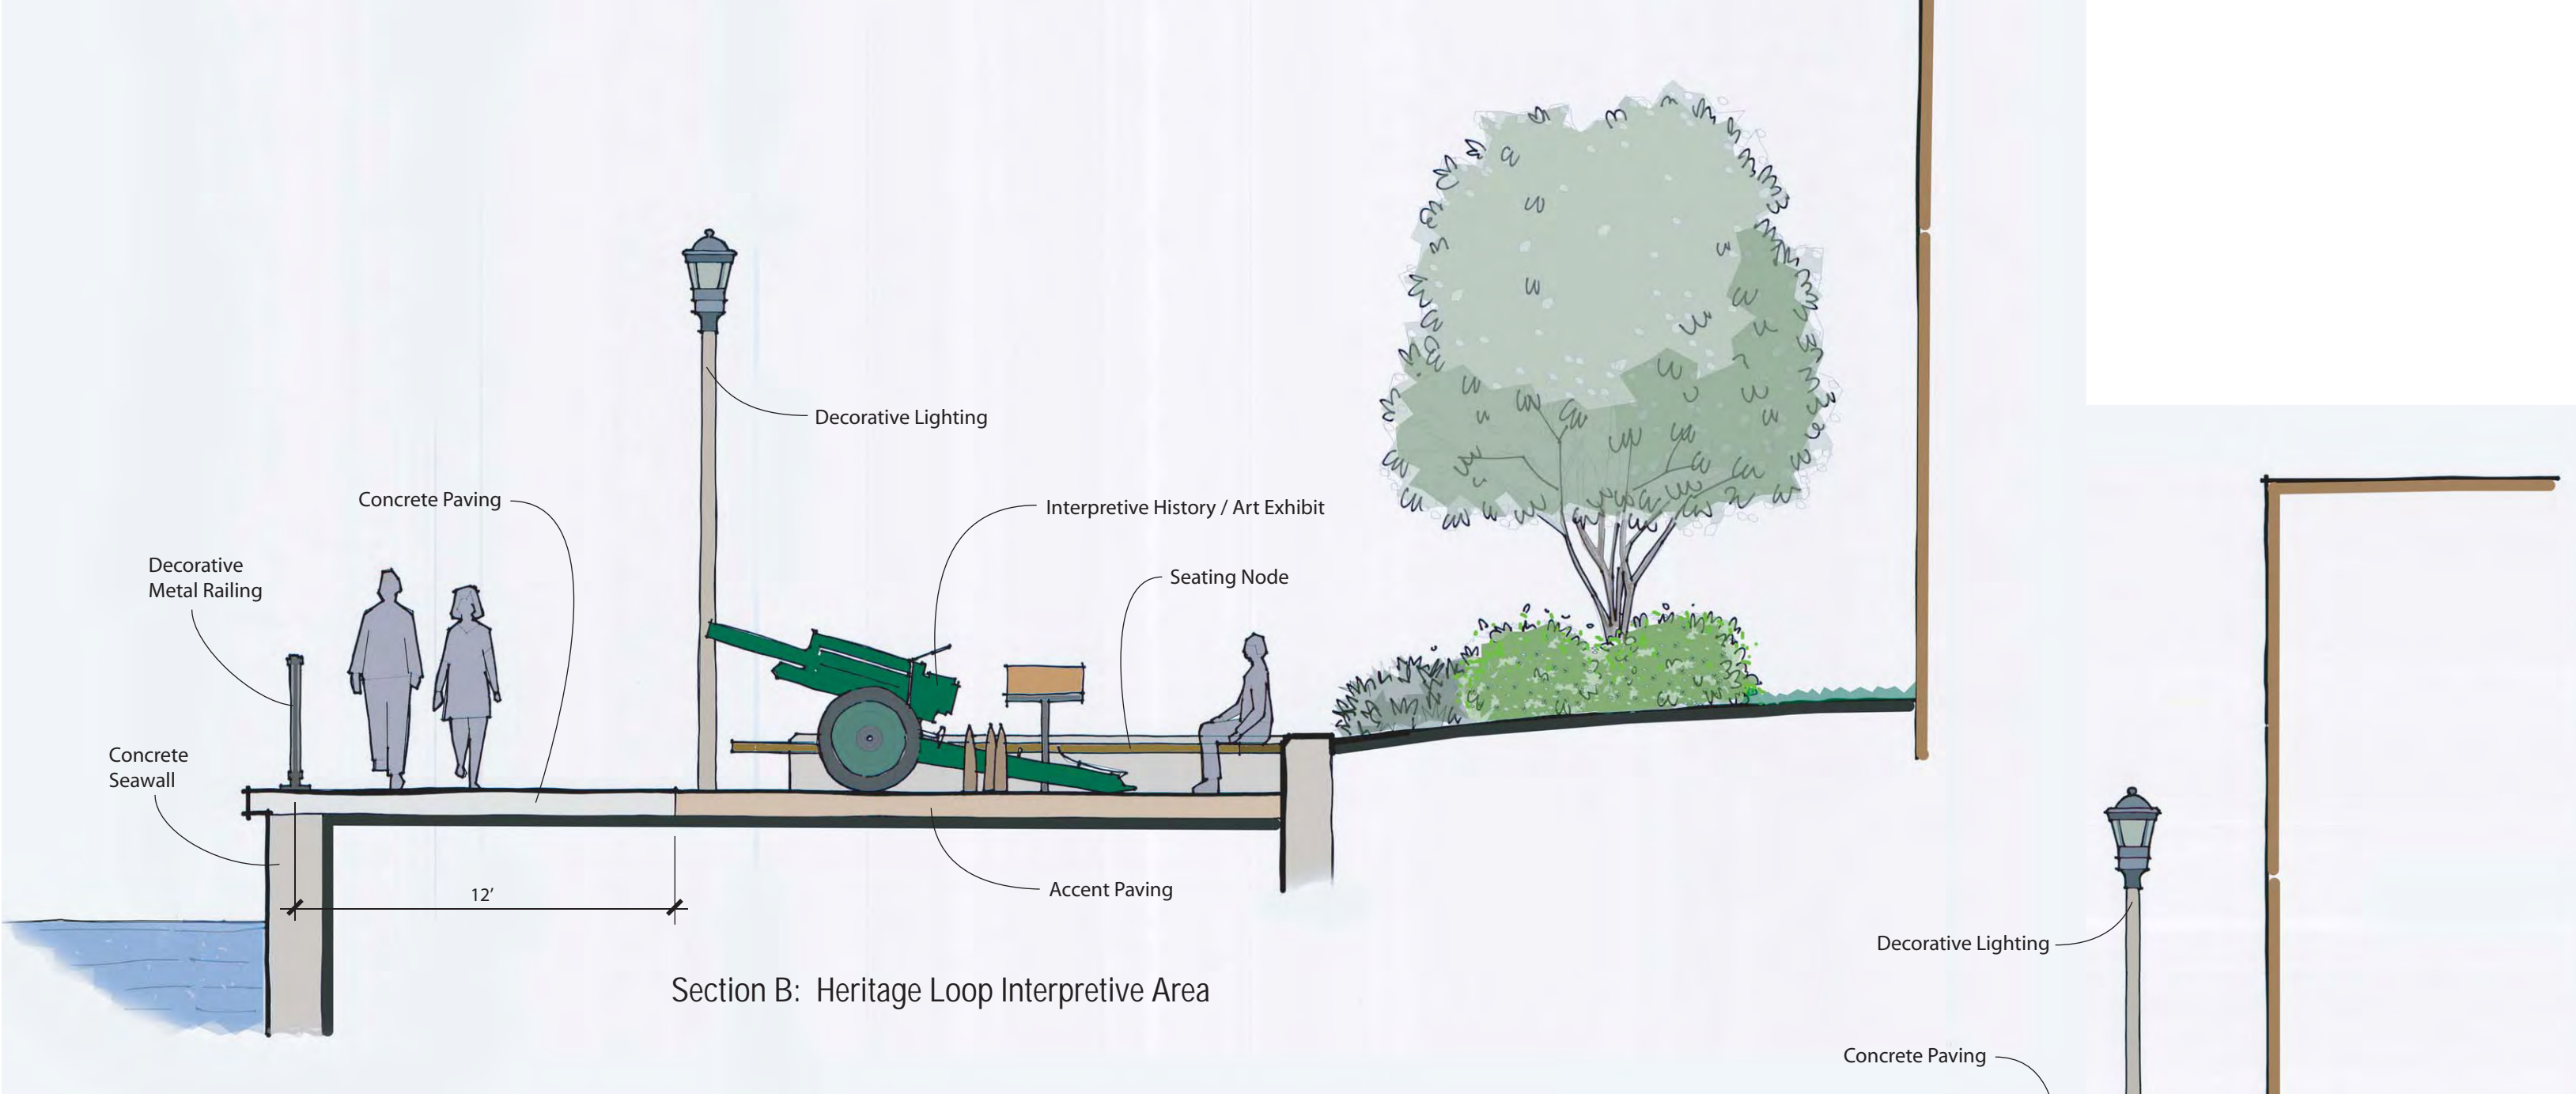 Decorative Lighting
Concrete Paving
Interpretive History / Art Exhibit
Decorative
Metal Railing
Seating Node
Concrete
Seawall
12’
Accent Paving
Section B:  Heritage Loop Interpretive Area
Decorative Lighting
Concrete Paving